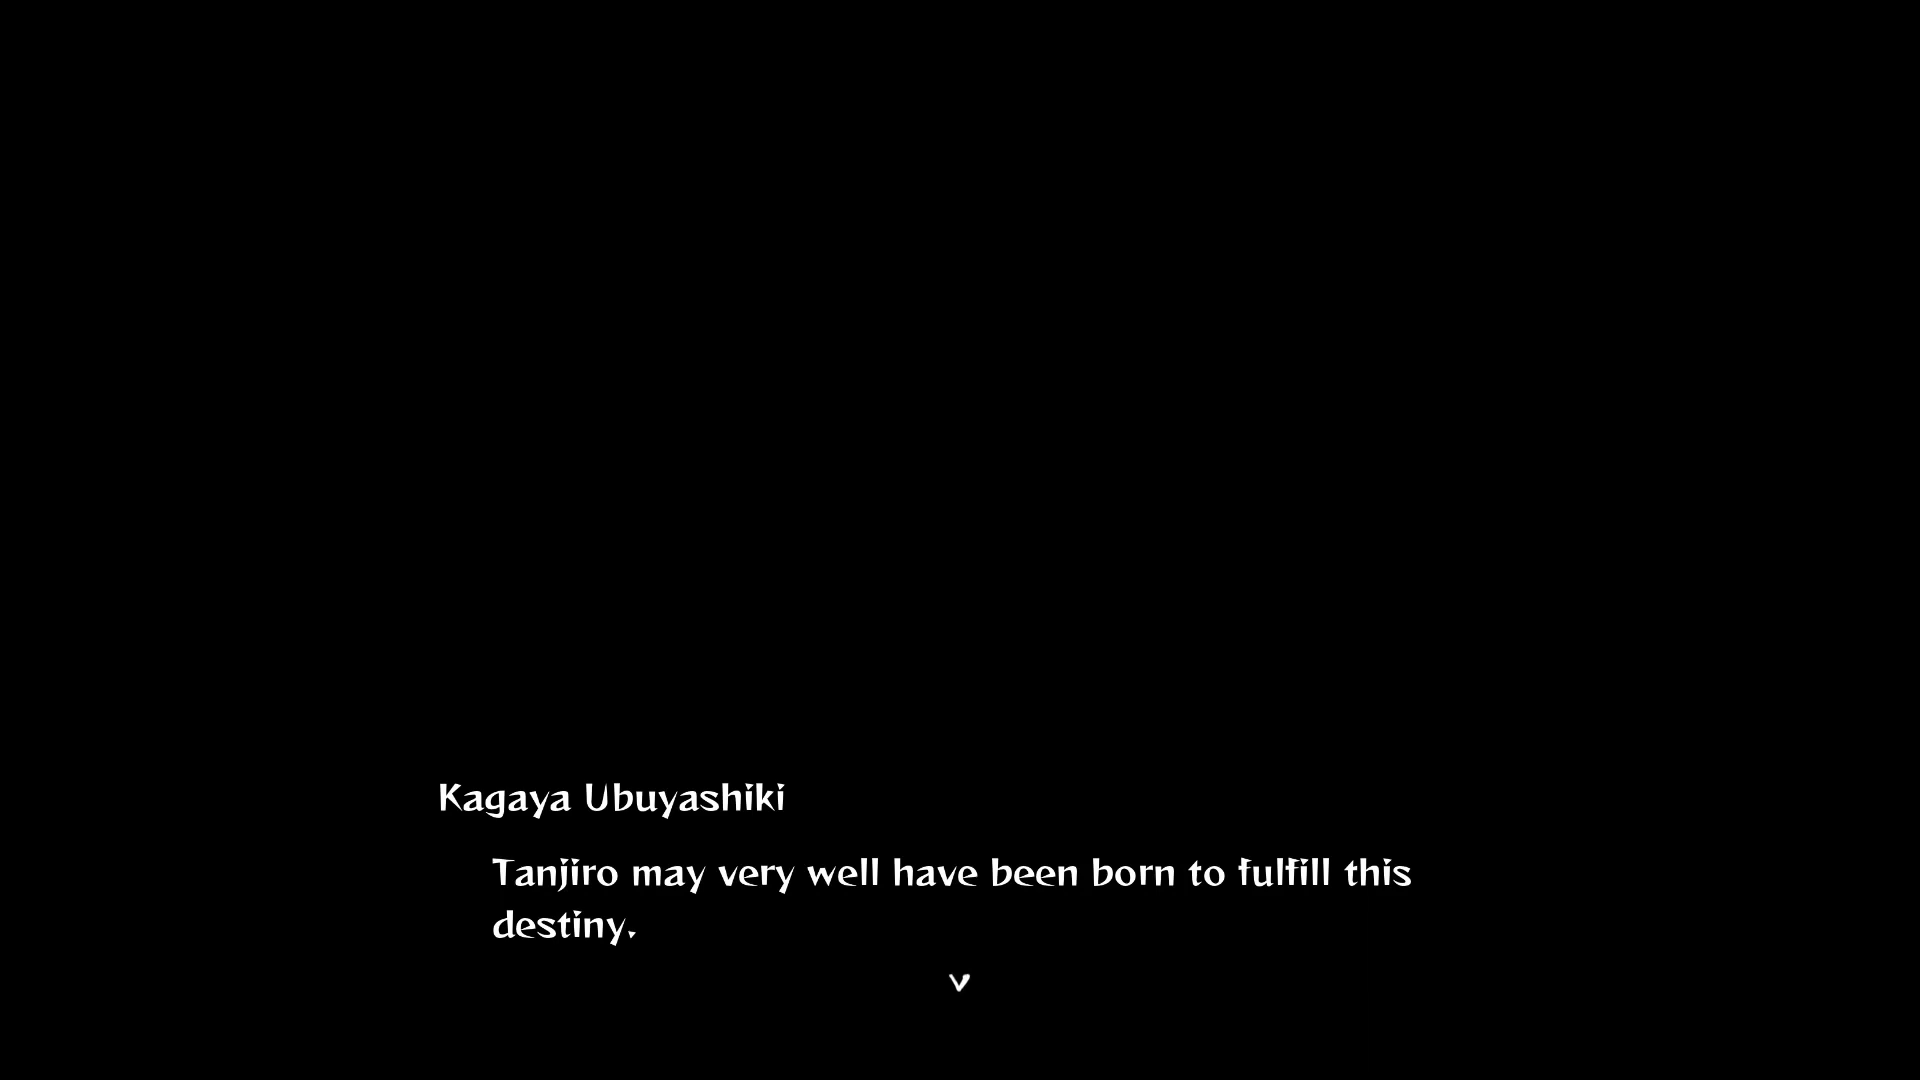 Kagaya Ubuyashiki
Tanjiro may very well have been born to fulfill this
destiny.